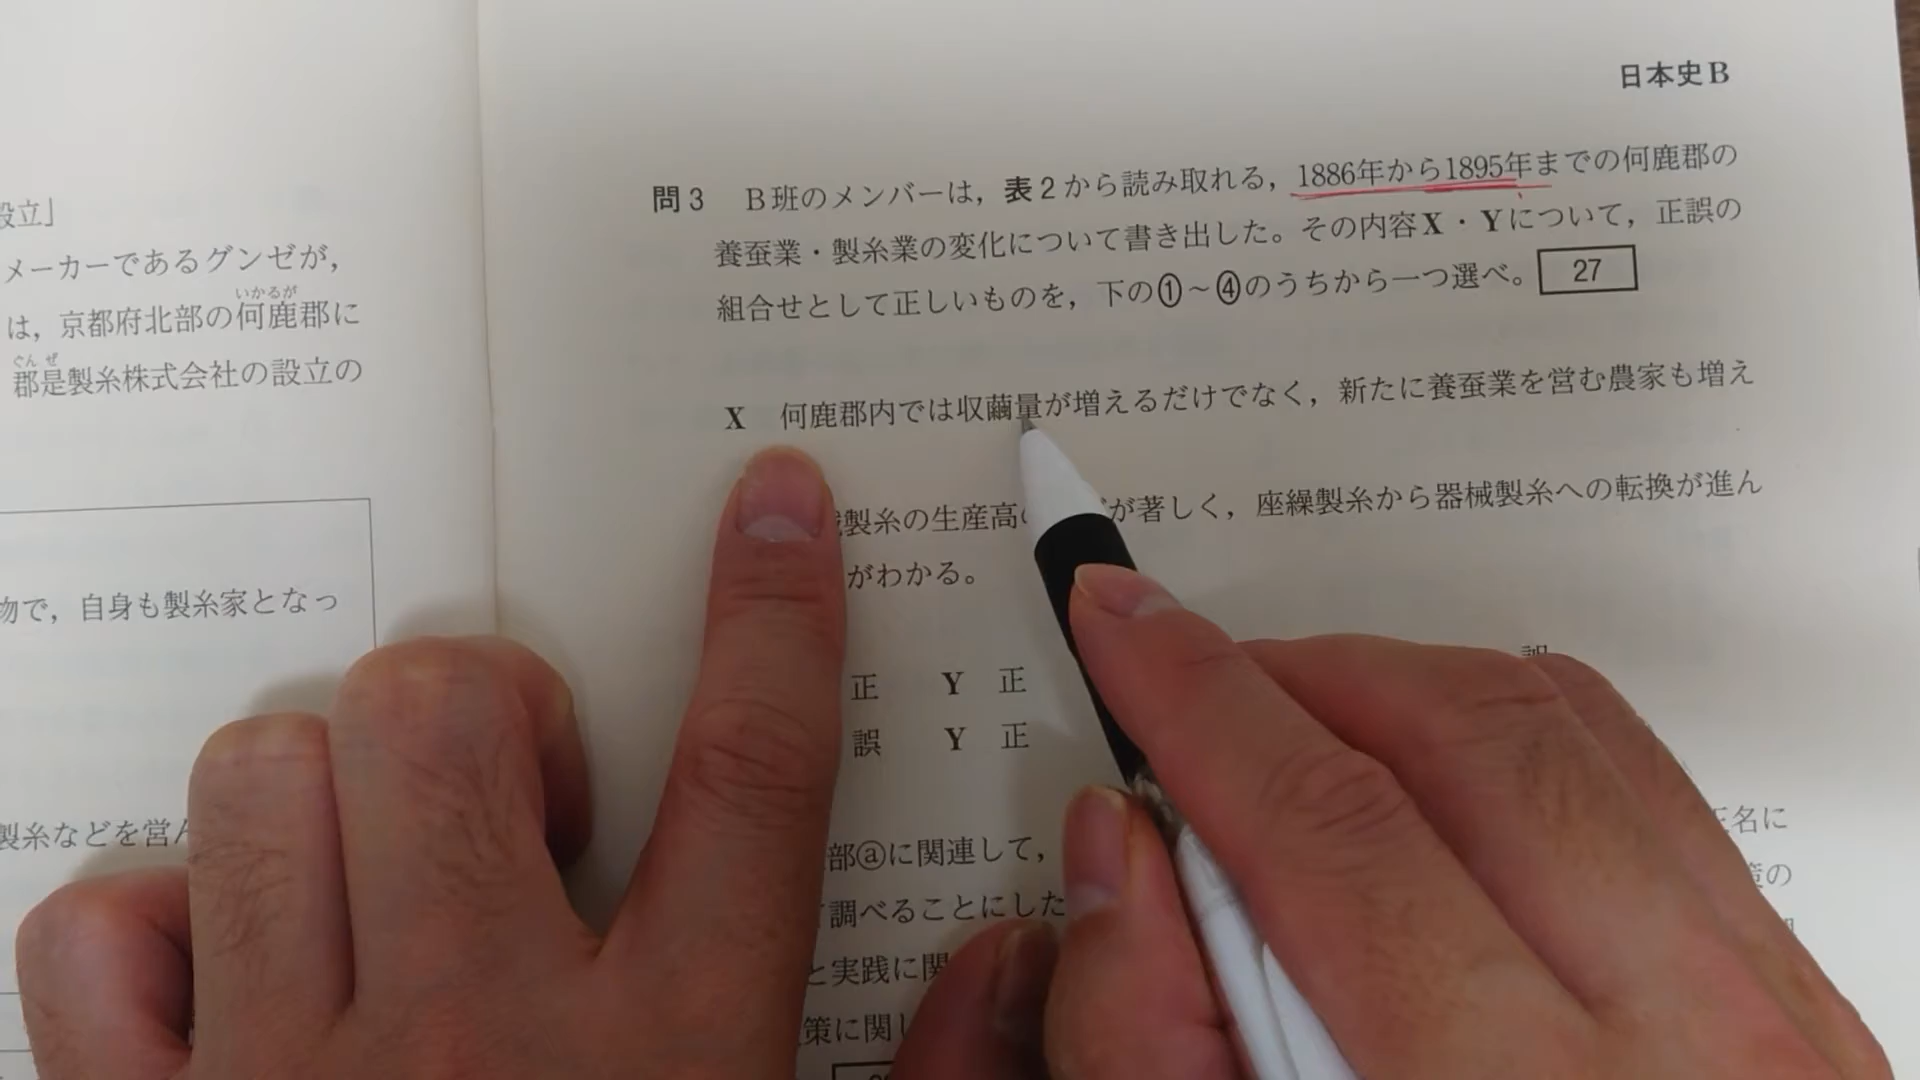 設立」
メーカーであるグンゼが，
いかるが
は，京都府北部の何鹿郡に
ぐんぜ
郡是製糸株式会社の設立の
物で，自身も製糸家となっ
製糸などを営ん
日本史B
問3 B班のメンバーは，表2から読み取れる，1886年から1895年までの何鹿郡の
養蚕業・製糸業の変化について書き出した。その内容X・Yについて，正誤の
組合せとして正しいものを，下の①～④のうちから一つ選べ。 27
X 何鹿郡内では収繭量が増えるだけでなく，新たに養蚕業を営む農家も増え
製糸の生産高 が著しく，座繰製糸から器械製糸への転換が進ん
がわかる。
正 Y 正
誤 Y 正
誤
部ⓐに関連して， 名に
調べることにした の
と実践に関
策に関し